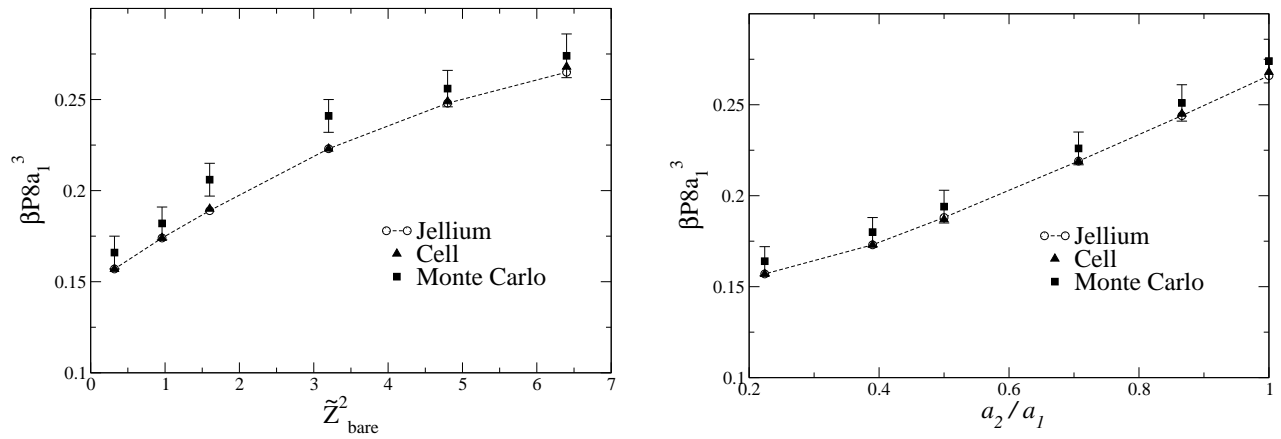 βP8a₁³
0.25
0.2
0.15
0.1
0 1 2 3 4 5 6 7
Z̃²bare
Jellium
Cell
Monte Carlo
βP8a₁³
0.25
0.2
0.15
0.1
0.2 0.4 0.6 0.8 1
a₂/a₁
Jellium
Cell
Monte Carlo